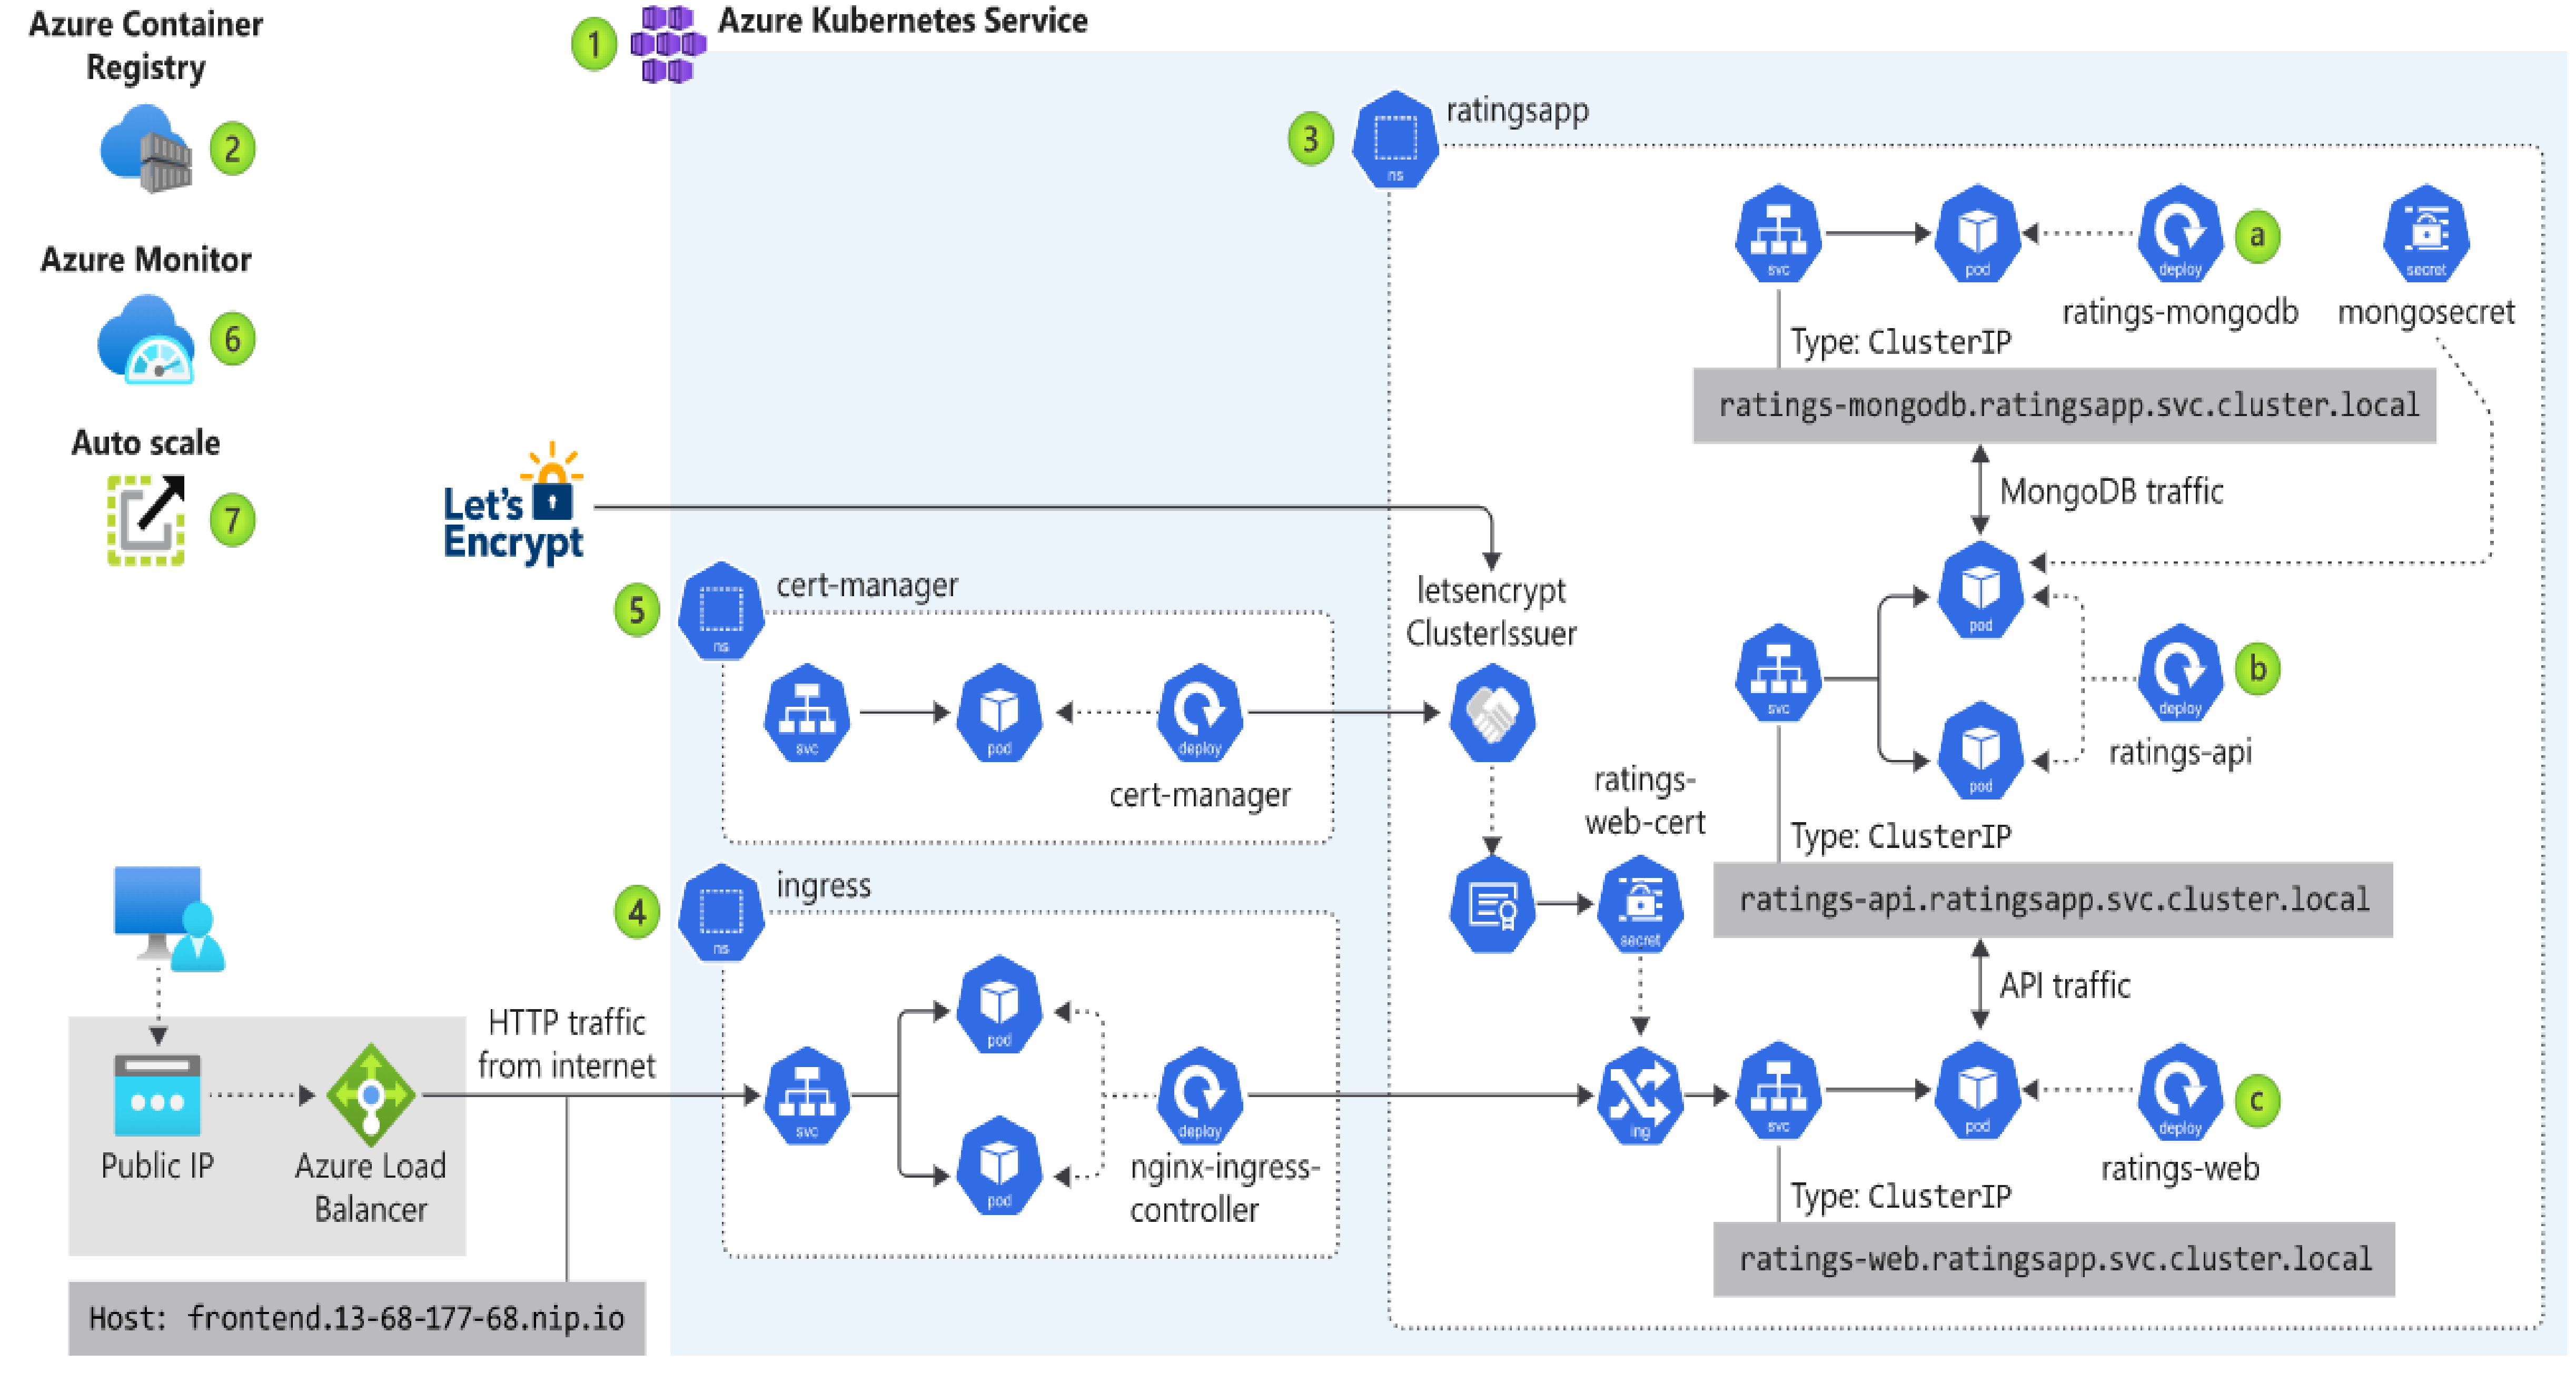 Azure Container
Registry
2
Azure Monitor
6
Auto scale
7
1
Azure Kubernetes Service
Let's
Encrypt
3
ns
ratingsapp
svc
pod
deploy
a
secret
ratings-mongodb
mongosecret
Type: ClusterIP
ratings-mongodb.ratingsapp.svc.cluster.local
MongoDB traffic
5
ns
cert-manager
svc
pod
deploy
cert-manager
letsencrypt
ClusterIssuer
svc
pod
pod
deploy
b
ratings-api
ratings-
web-cert
secret
Type: ClusterIP
ratings-api.ratingsapp.svc.cluster.local
API traffic
Public IP
Azure Load
Balancer
HTTP traffic
from internet
Host: frontend.13-68-177-68.nip.io
4
ns
ingress
svc
pod
pod
deploy
nginx-ingress-
controller
ing
svc
pod
deploy
c
ratings-web
Type: ClusterIP
ratings-web.ratingsapp.svc.cluster.local